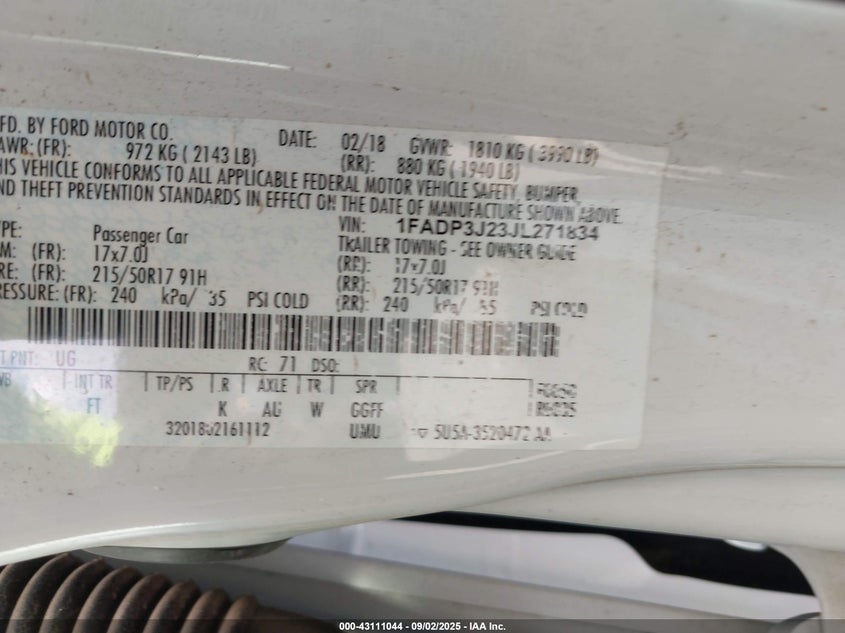 FD. BY FORD MOTOR CO. DATE: 02/18 GVWR: 1810 KG ( 3990 LB)
AWR:(FR): 972 KG ( 2143 LB) (RR): 880 KG ( 1940 LB)
HIS VEHICLE CONFORMS TO ALL APPLICABLE FEDERAL MOTOR VEHICLE SAFETY, BUMPER,
ND THEFT PREVENTION STANDARDS IN EFFECT ON THE DATE OF MANUFACTURE SHOWN ABOVE.
VIN: 1FADP3J23JL271834
YPE: Passenger Car TRAILER TOWING - SEE OWNER GUIDE
M: (FR): 17x7.0J (RR): 17x7.0J
RE: (FR): 215/50R17 91H (RR): 215/50R17 91H
RESSURE: (FR): 240 kPa/ 35 PSI COLD (RR): 240 kPa/ 35 PSI COLD
T PNT: UG RC: 71 DSO:
WB INT TR TP/PS R AXLE TR SPR
FT K AU W GGFF
UMU 5U5A-3520472 AA
000-43111044 09/02/2025 - IAA Inc.